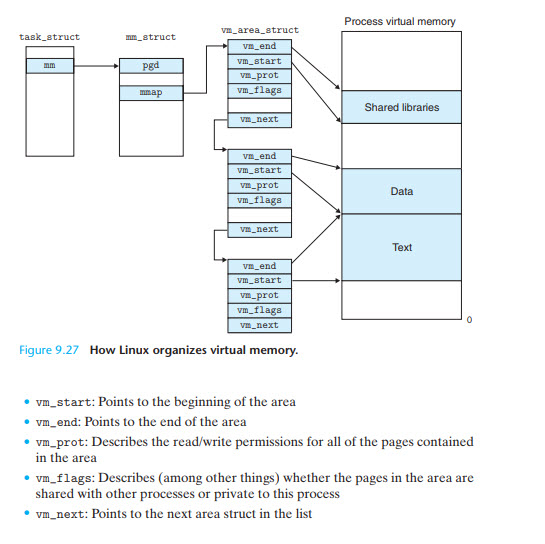 task_struct
mm
mm_struct
pgd
mmap
vm_area_struct
vm_end
vm_start
vm_prot
vm_flags
vm_next
vm_end
vm_start
vm_prot
vm_flags
vm_next
vm_end
vm_start
vm_prot
vm_flags
vm_next
Process virtual memory
Shared libraries
Data
Text
0
Figure 9.27 How Linux organizes virtual memory.
• vm_start: Points to the beginning of the area
• vm_end: Points to the end of the area
• vm_prot: Describes the read/write permissions for all of the pages contained
in the area
• vm_flags: Describes (among other things) whether the pages in the area are
shared with other processes or private to this process
• vm_next: Points to the next area struct in the list